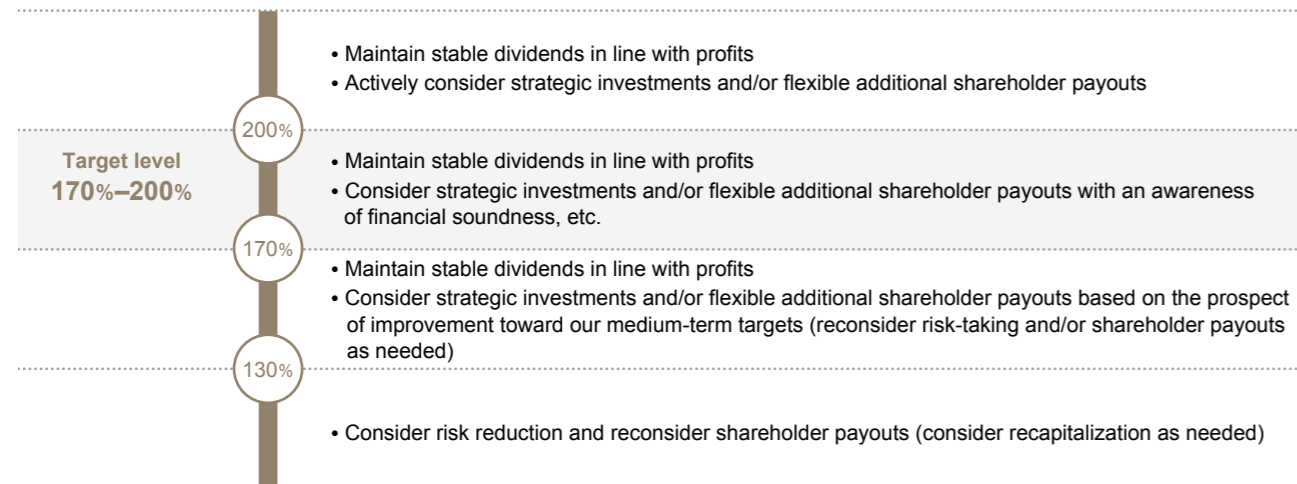 • Maintain stable dividends in line with profits
• Actively consider strategic investments and/or flexible additional shareholder payouts
200%
Target level
170%–200%
• Maintain stable dividends in line with profits
• Consider strategic investments and/or flexible additional shareholder payouts with an awareness
of financial soundness, etc.
170%
• Maintain stable dividends in line with profits
• Consider strategic investments and/or flexible additional shareholder payouts based on the prospect
of improvement toward our medium-term targets (reconsider risk-taking and/or shareholder payouts
as needed)
130%
• Consider risk reduction and reconsider shareholder payouts (consider recapitalization as needed)